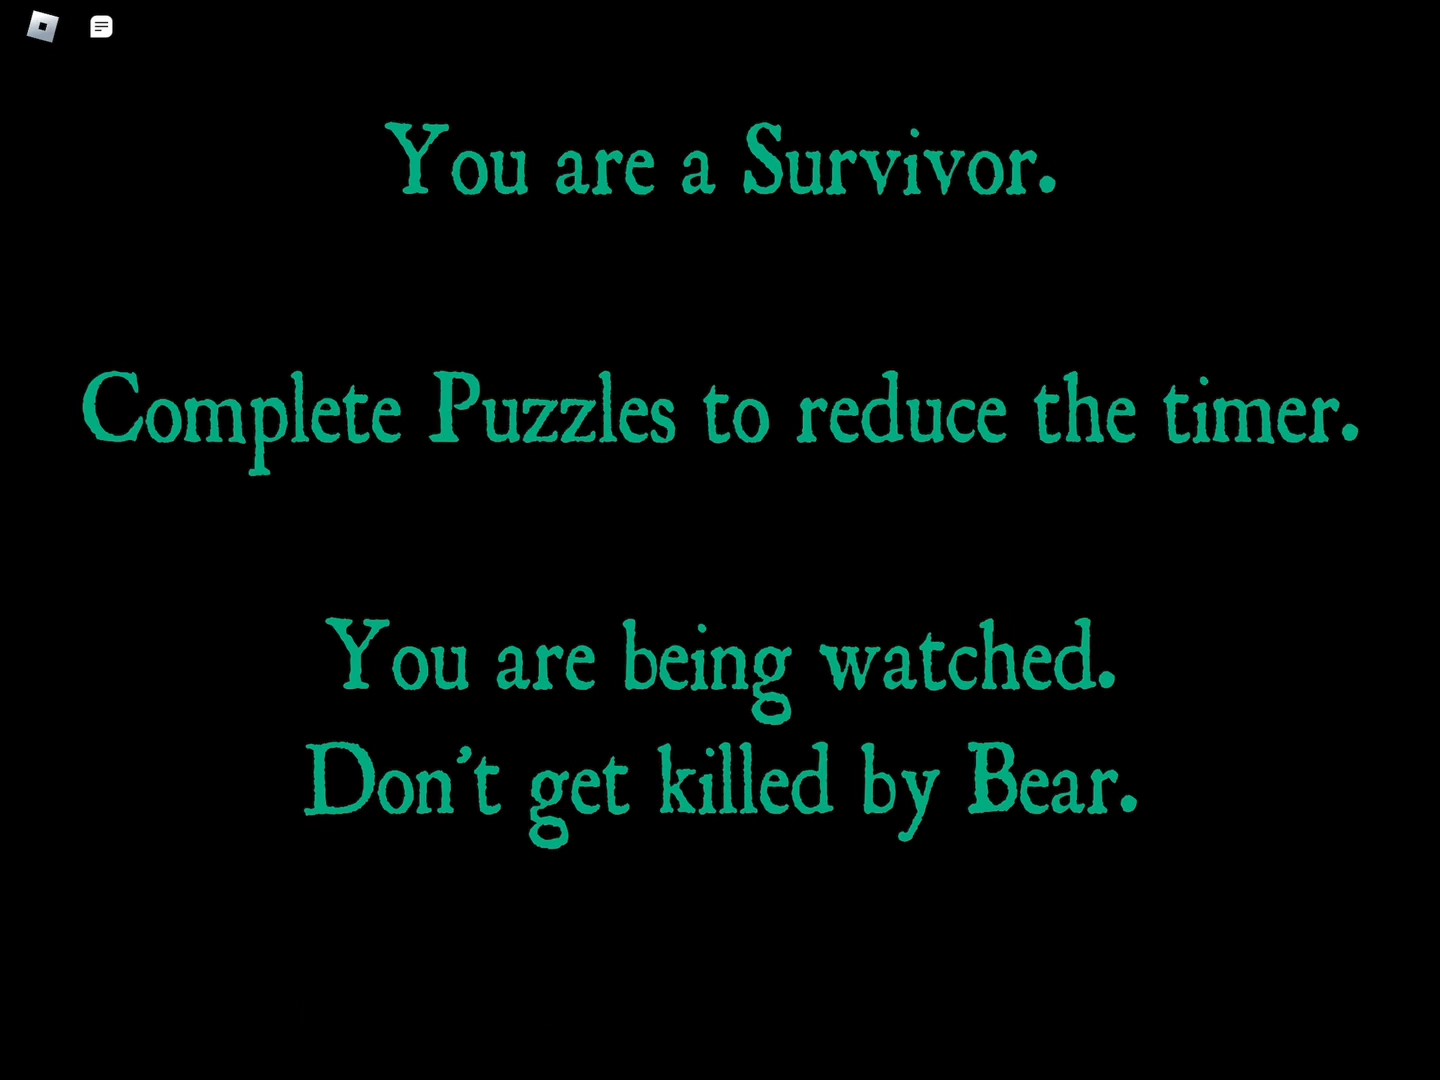 You are a Survivor.
Complete Puzzles to reduce the timer.
You are being watched.
Don't get killed by Bear.